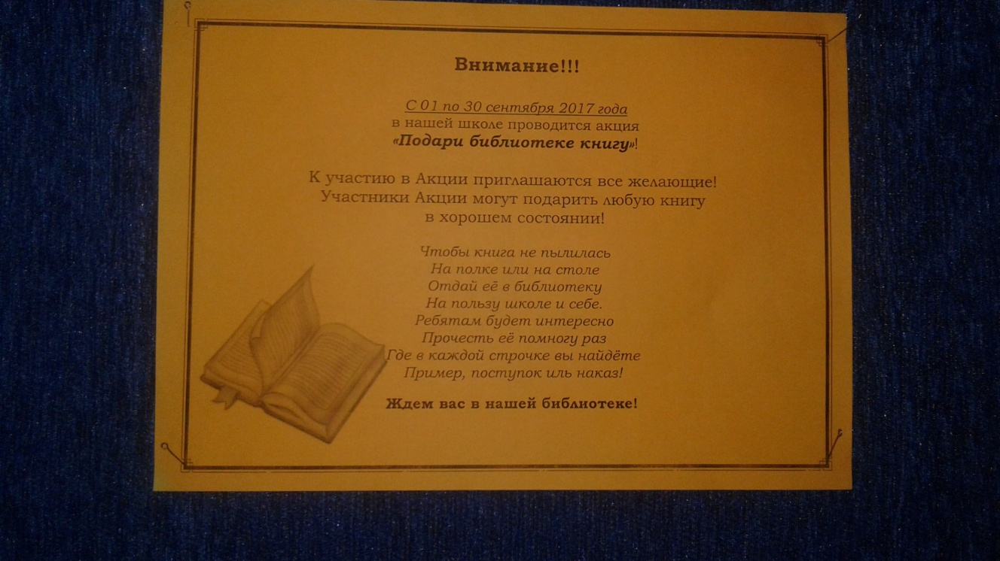 Внимание!!!
С 01 по 30 сентября 2017 года
в нашей школе проводится акция
«Подари библиотеке книгу»!
К участию в Акции приглашаются все желающие!
Участники Акции могут подарить любую книгу
в хорошем состоянии!
Чтобы книга не пылилась
На полке или на столе
Отдай её в библиотеку
На пользу школе и себе.
Ребятам будет интересно
Прочесть её помногу раз
Где в каждой строчке вы найдёте
Пример, поступок иль наказ!
Ждем вас в нашей библиотеке!